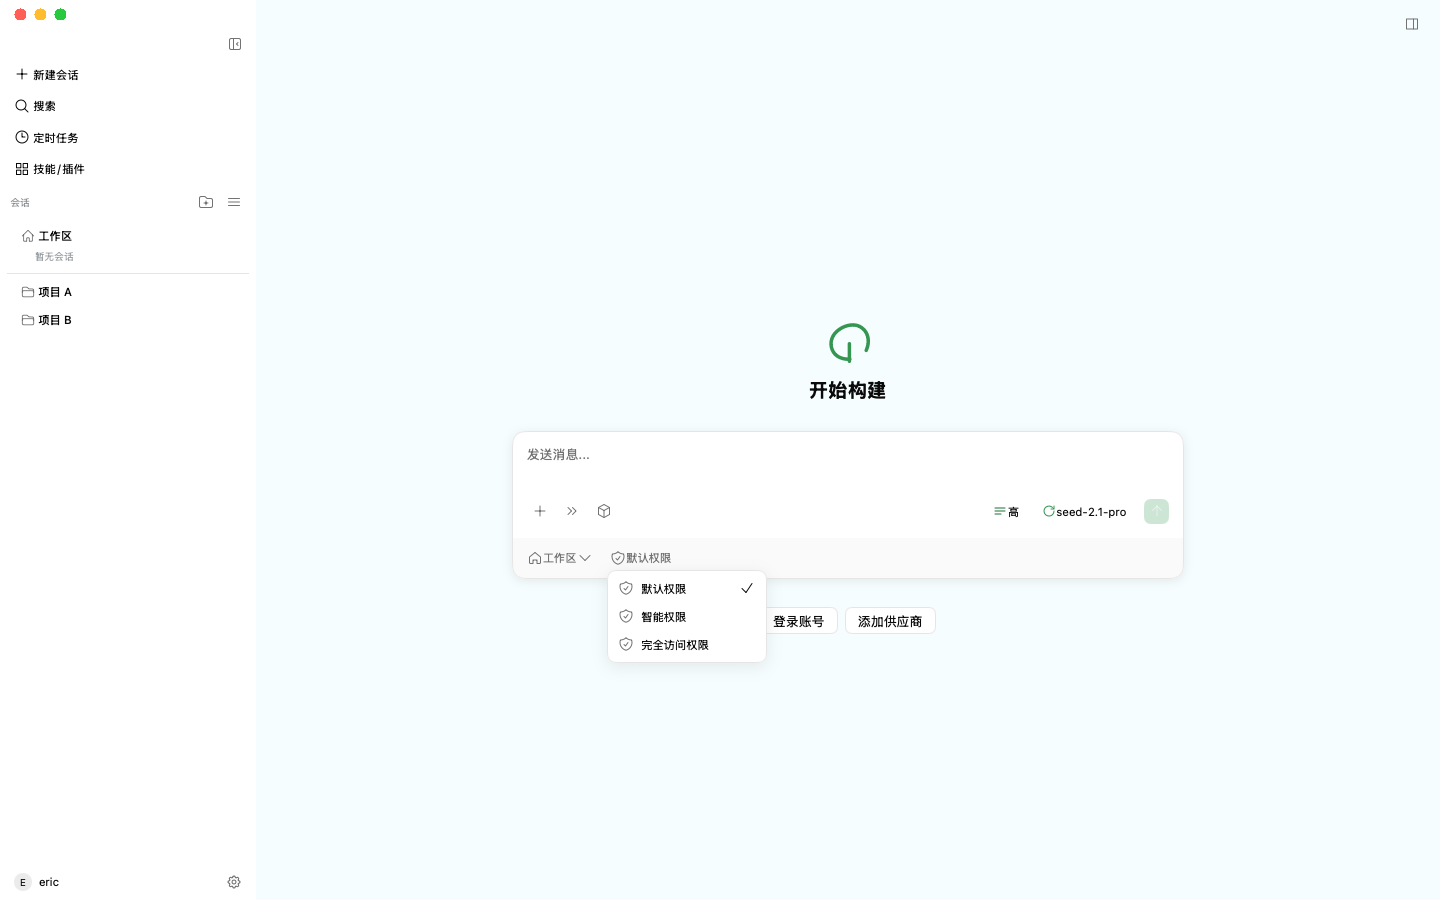 新建会话
搜索
定时任务
技能/插件
会话
工作区
暂无会话
项目 A
项目 B
E eric
开始构建
发送消息...
高 seed-2.1-pro
工作区 默认权限
默认权限
智能权限
完全访问权限
登录账号 添加供应商